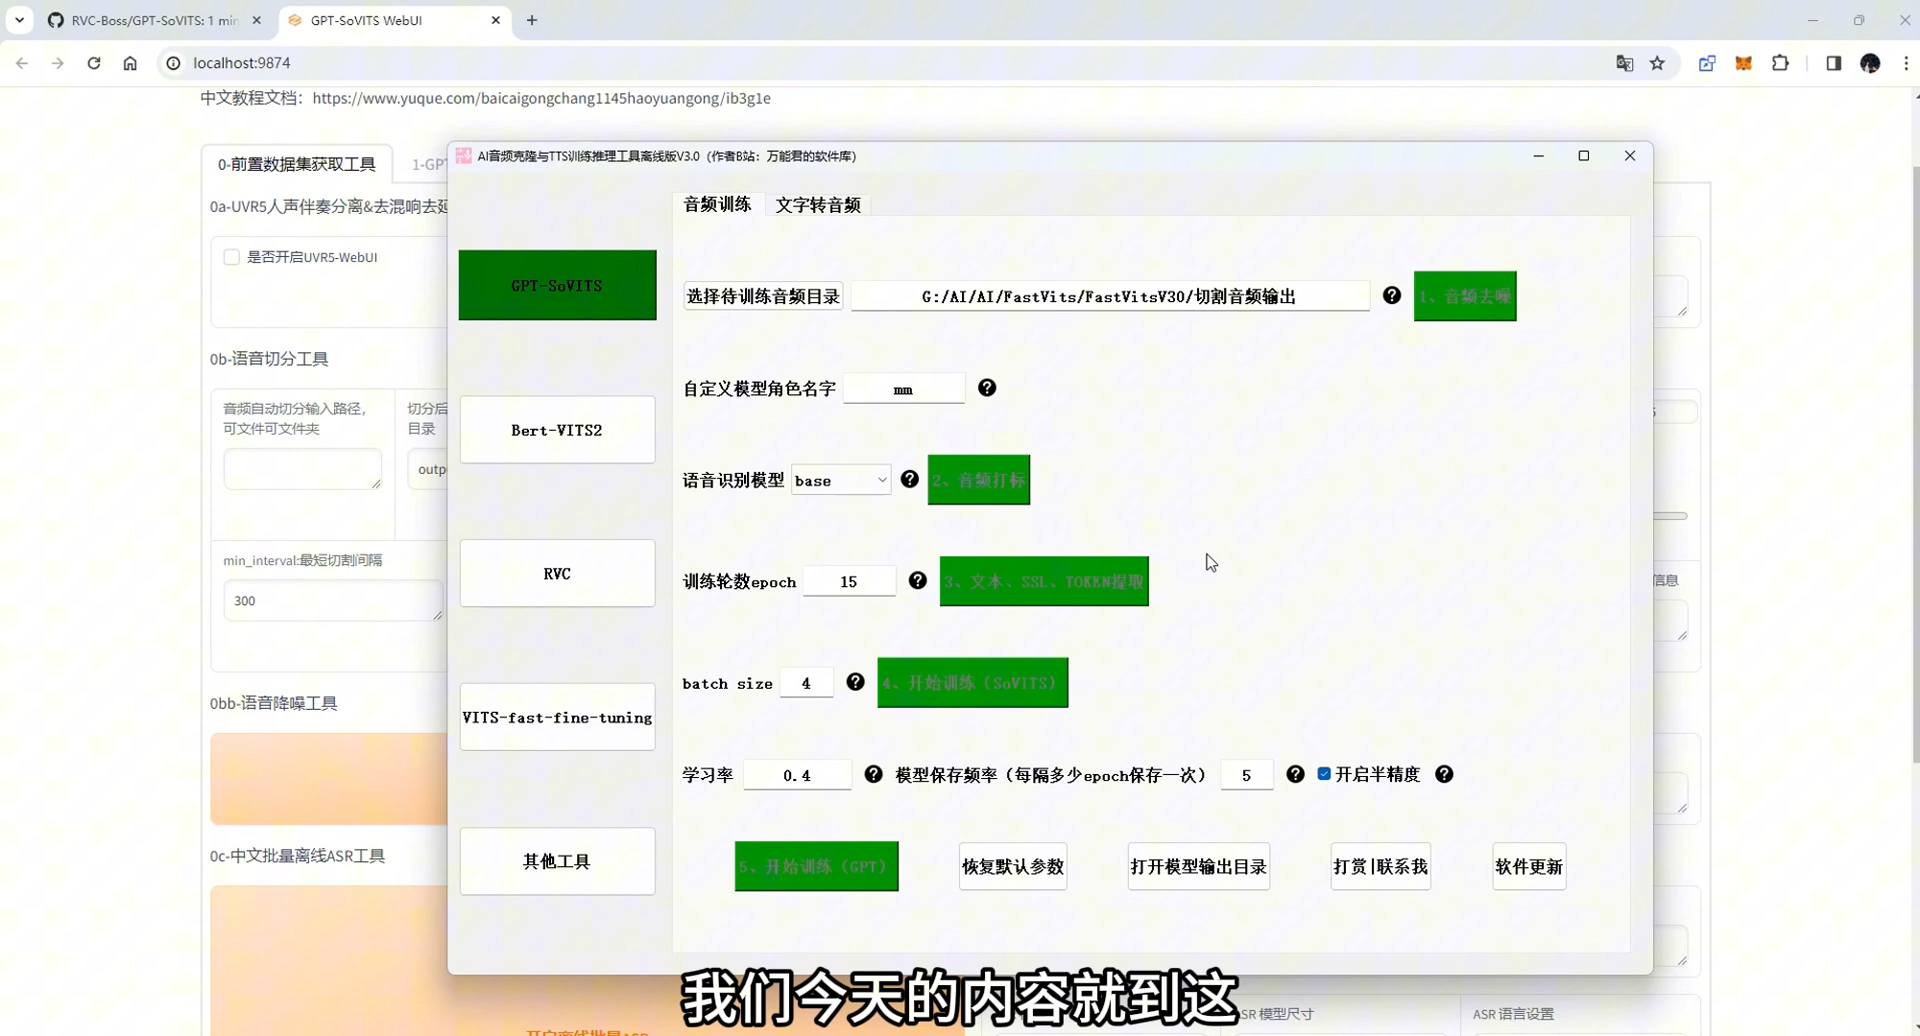 RVC-Boss/GPT-SoVITS: 1 min
GPT-SoVITS WebUI
localhost:9874
中文教程文档：https://www.yuque.com/baicaigongchang1145haoyuangong/ib3g1e
0-前置数据集获取工具
1-GP
0a-UVR5人声伴奏分离&去混响去延
是否开启UVR5-WebUI
0b-语音切分工具
音频自动切分输入路径，
可文件可文件夹
切分后
目录
outp
min_interval:最短切割间隔
300
信息
0bb-语音降噪工具
0c-中文批量离线ASR工具
开启离线批量ASR
ASR 模型尺寸
ASR 语言设置
AI音频克隆与TTS训练推理工具离线版V3.0（作者B站：万能君的软件库）
GPT-SoVITS
Bert-VITS2
RVC
VITS-fast-fine-tuning
其他工具
音频训练
文字转音频
选择待训练音频目录
G:/AI/AI/FastVits/FastVitsV30/切割音频输出
1、音频去噪
自定义模型角色名字
mm
语音识别模型
base
2、音频打标
训练轮数epoch
15
3、文本、SSL、TOKEN提取
batch size
4
4、开始训练（SoVITS）
学习率
0.4
模型保存频率（每隔多少epoch保存一次）
5
开启半精度
5、开始训练（GPT）
恢复默认参数
打开模型输出目录
打赏|联系我
软件更新
我们今天的内容就到这